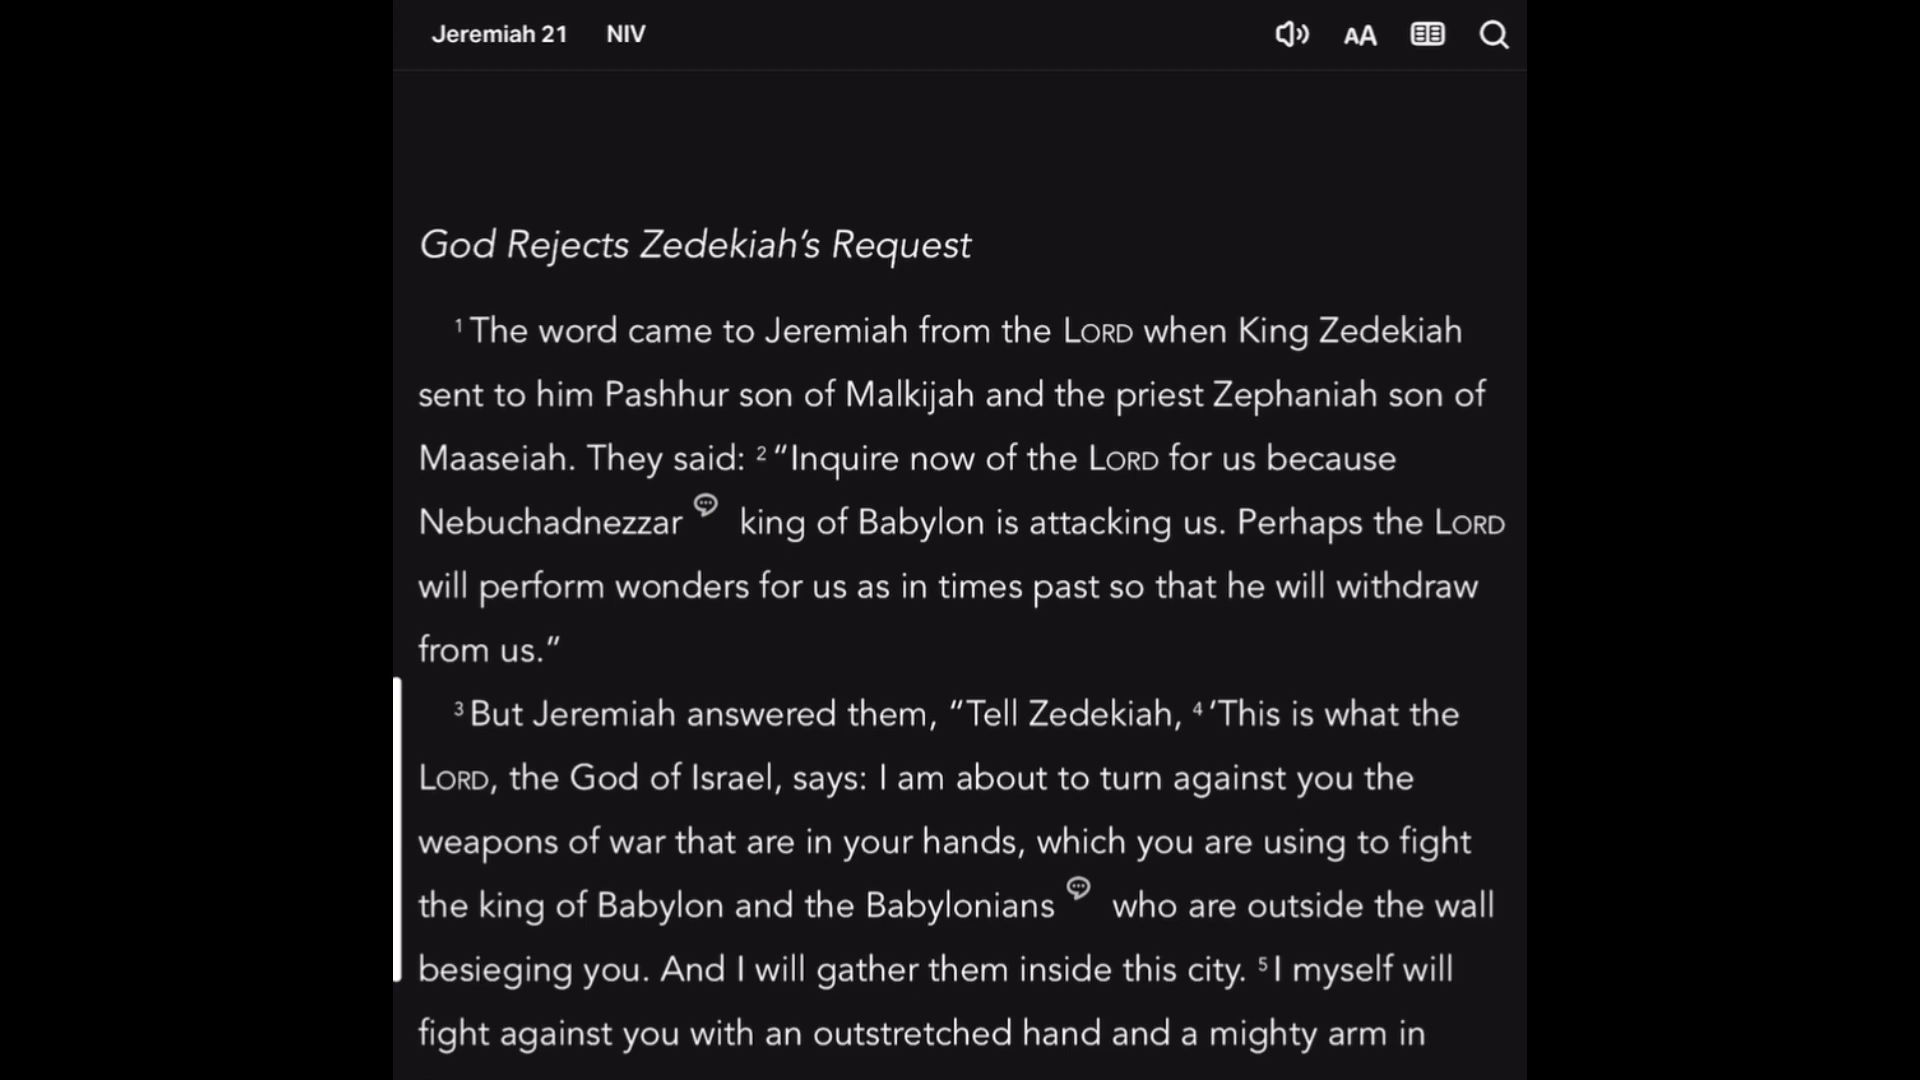 Jeremiah 21 NIV AA
God Rejects Zedekiah’s Request
1 The word came to Jeremiah from the LORD when King Zedekiah
sent to him Pashhur son of Malkijah and the priest Zephaniah son of
Maaseiah. They said: 2 “Inquire now of the LORD for us because
Nebuchadnezzar king of Babylon is attacking us. Perhaps the LORD
will perform wonders for us as in times past so that he will withdraw
from us.”
3 But Jeremiah answered them, “Tell Zedekiah, 4 ‘This is what the
LORD, the God of Israel, says: I am about to turn against you the
weapons of war that are in your hands, which you are using to fight
the king of Babylon and the Babylonians who are outside the wall
besieging you. And I will gather them inside this city. 5 I myself will
fight against you with an outstretched hand and a mighty arm in